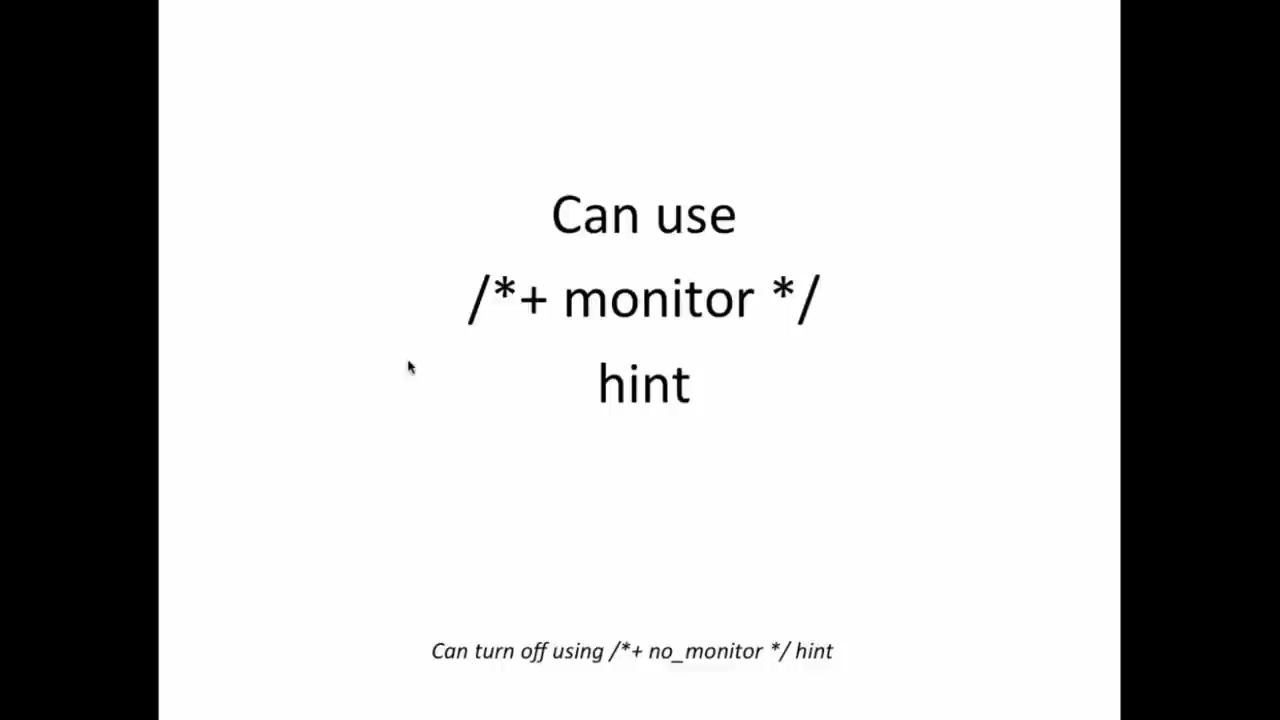 Can use
/*+ monitor */
hint
Can turn off using /*+ no_monitor */ hint